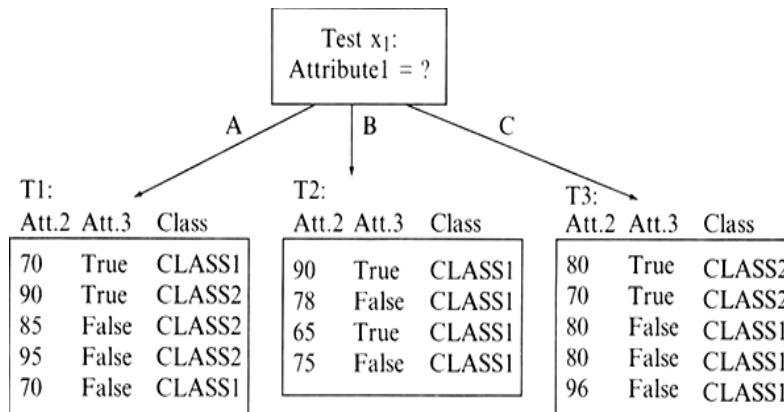 Test x1:
Attribute1 = ?
A
B
C
T1:
Att.2 Att.3 Class
70 True CLASS1
90 True CLASS2
85 False CLASS2
95 False CLASS2
70 False CLASS1
T2:
Att.2 Att.3 Class
90 True CLASS1
78 False CLASS1
65 True CLASS1
75 False CLASS1
T3:
Att.2 Att.3 Class
80 True CLASS2
70 True CLASS2
80 False CLASS1
80 False CLASS1
96 False CLASS1